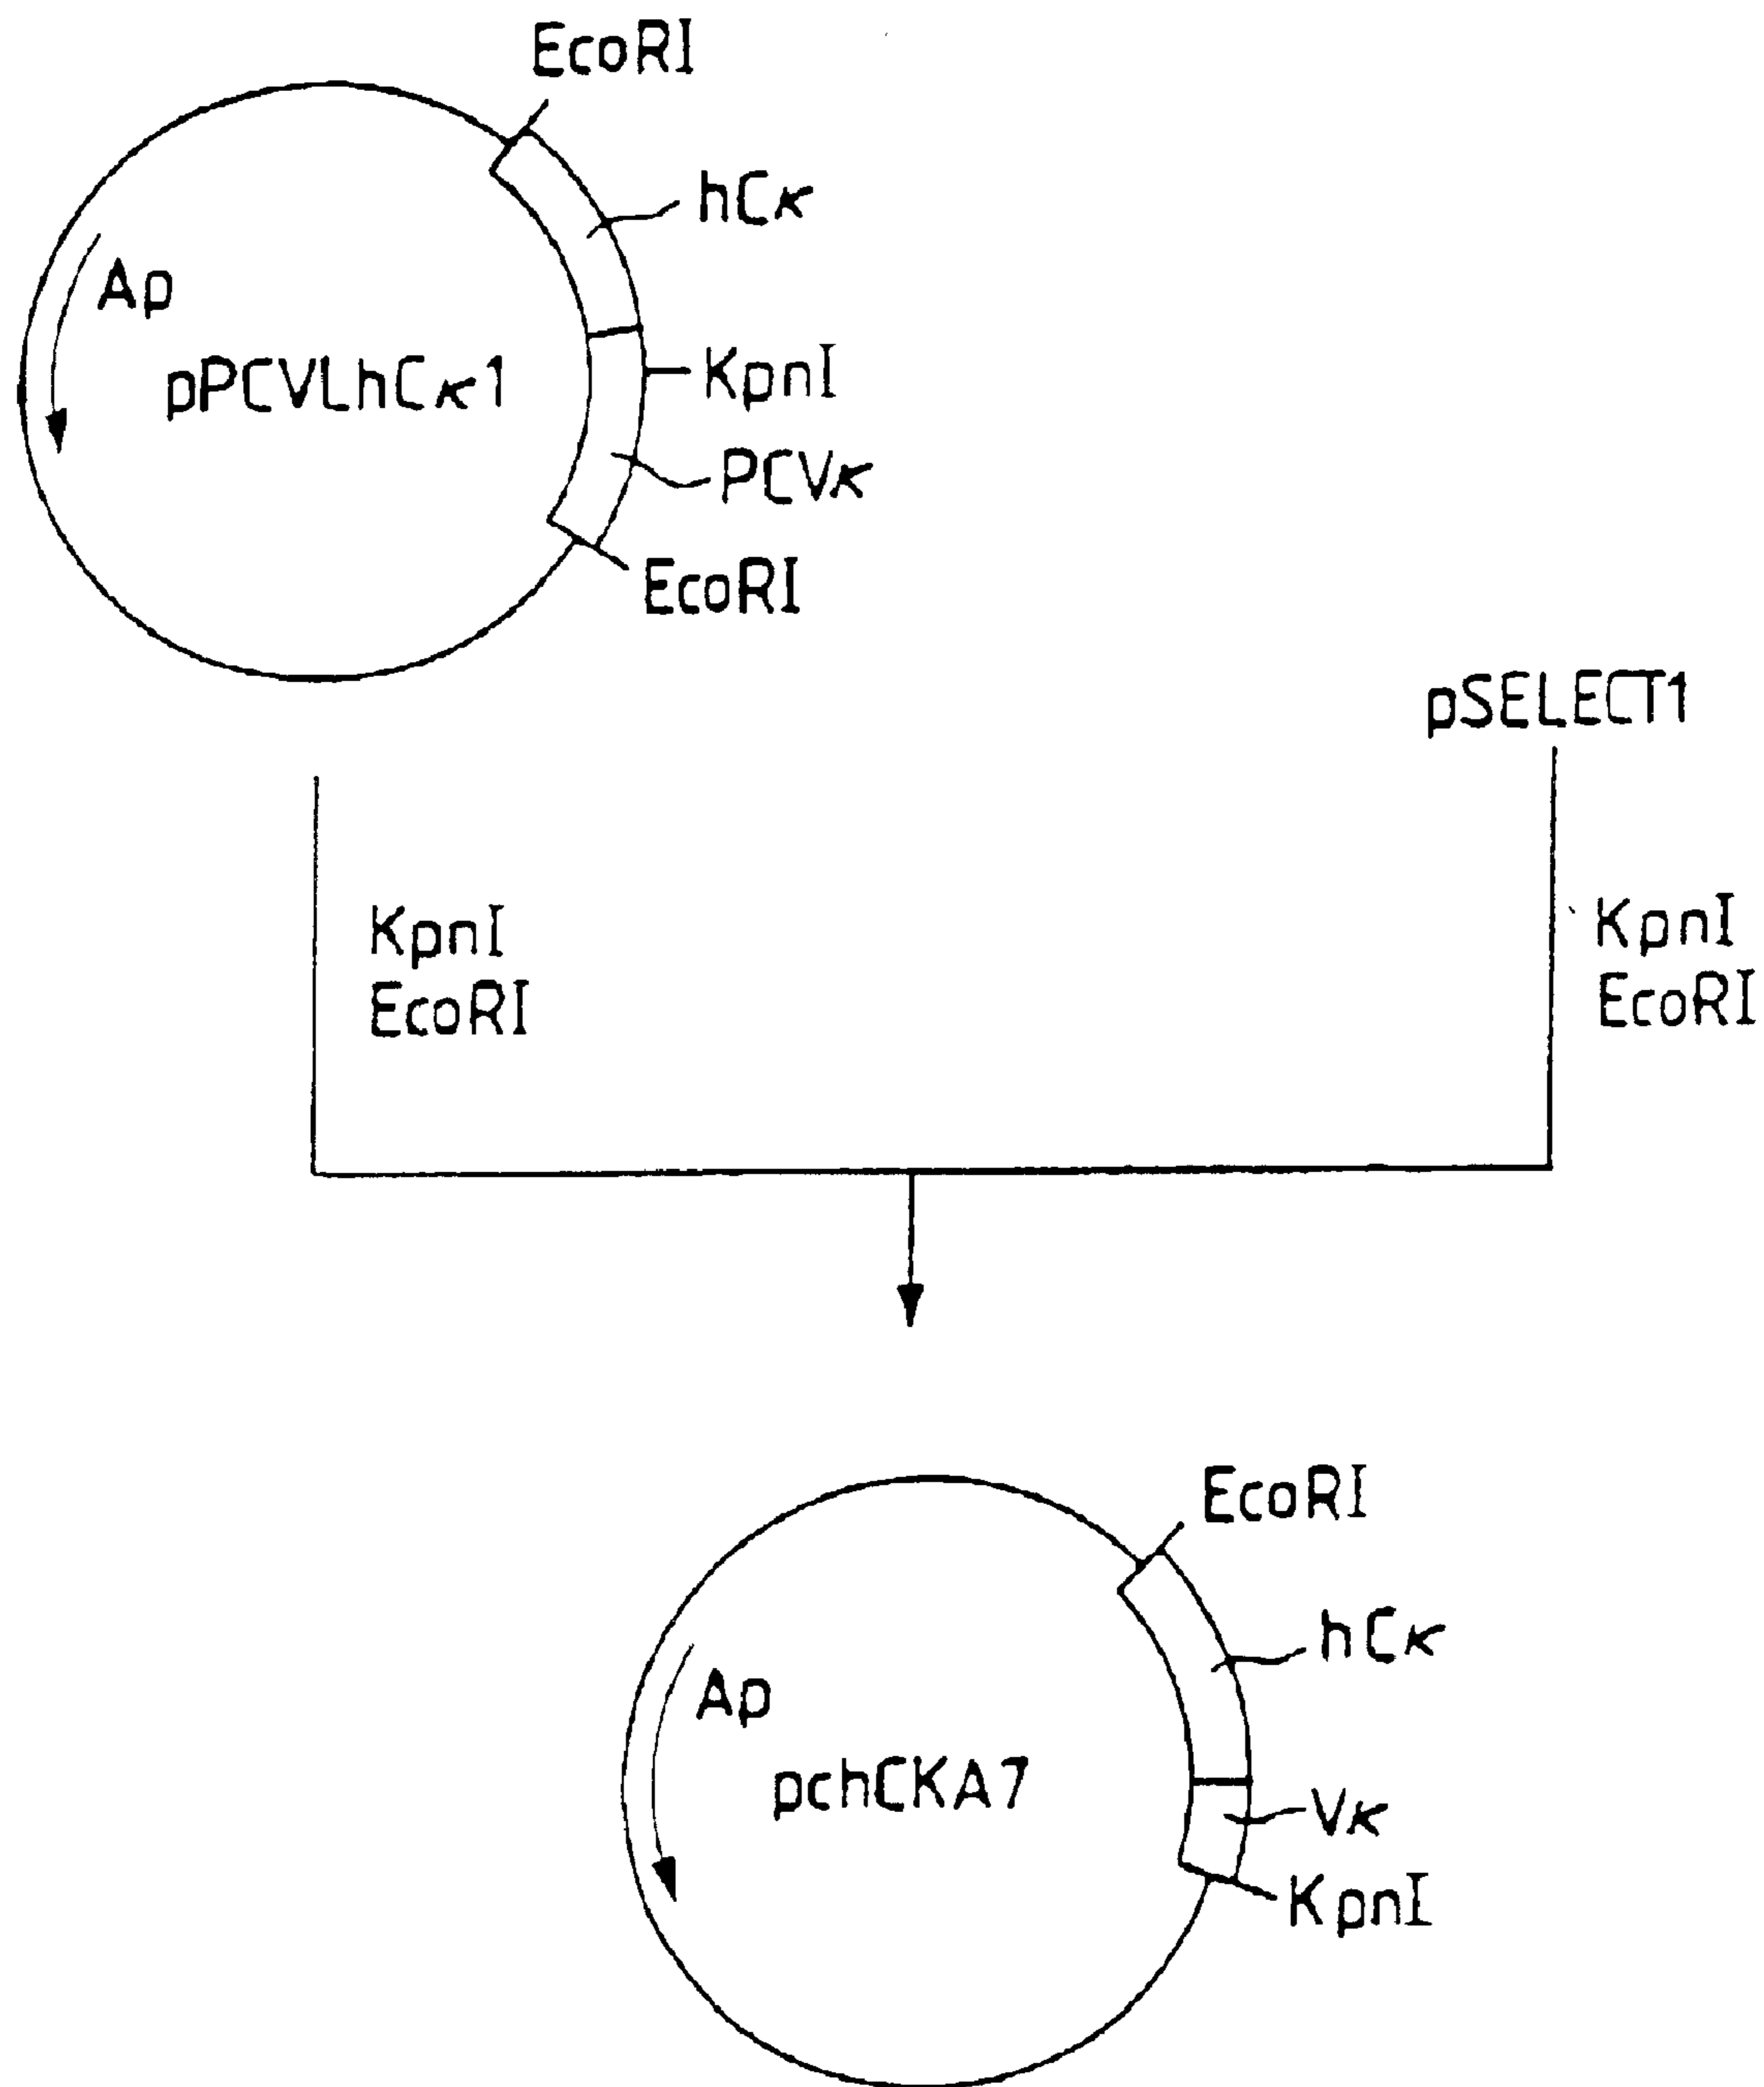 EcoRI
hCκ
Ap
pPCVLhCκ1
KpnI
PCVκ
EcoRI
pSELECT1
KpnI
EcoRI
KpnI
EcoRI
EcoRI
hCκ
Ap
pchCKA7
Vκ
KpnI